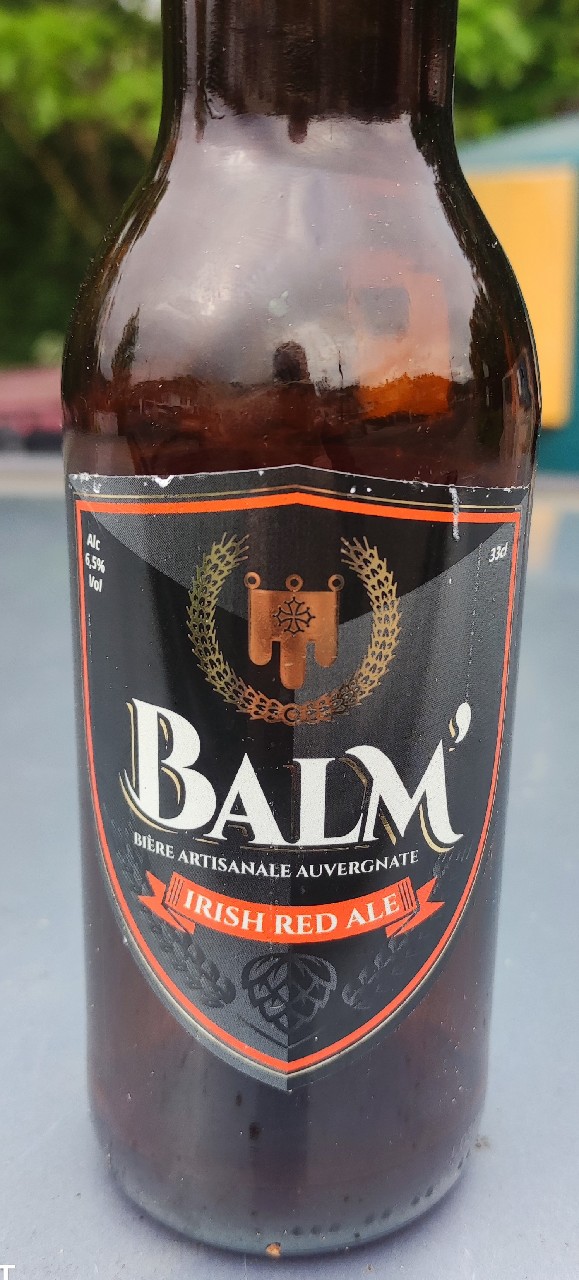 Alc
6,5%
Vol
33cl
BALM'
BIÈRE ARTISANALE AUVERGNATE
IRISH RED ALE
T